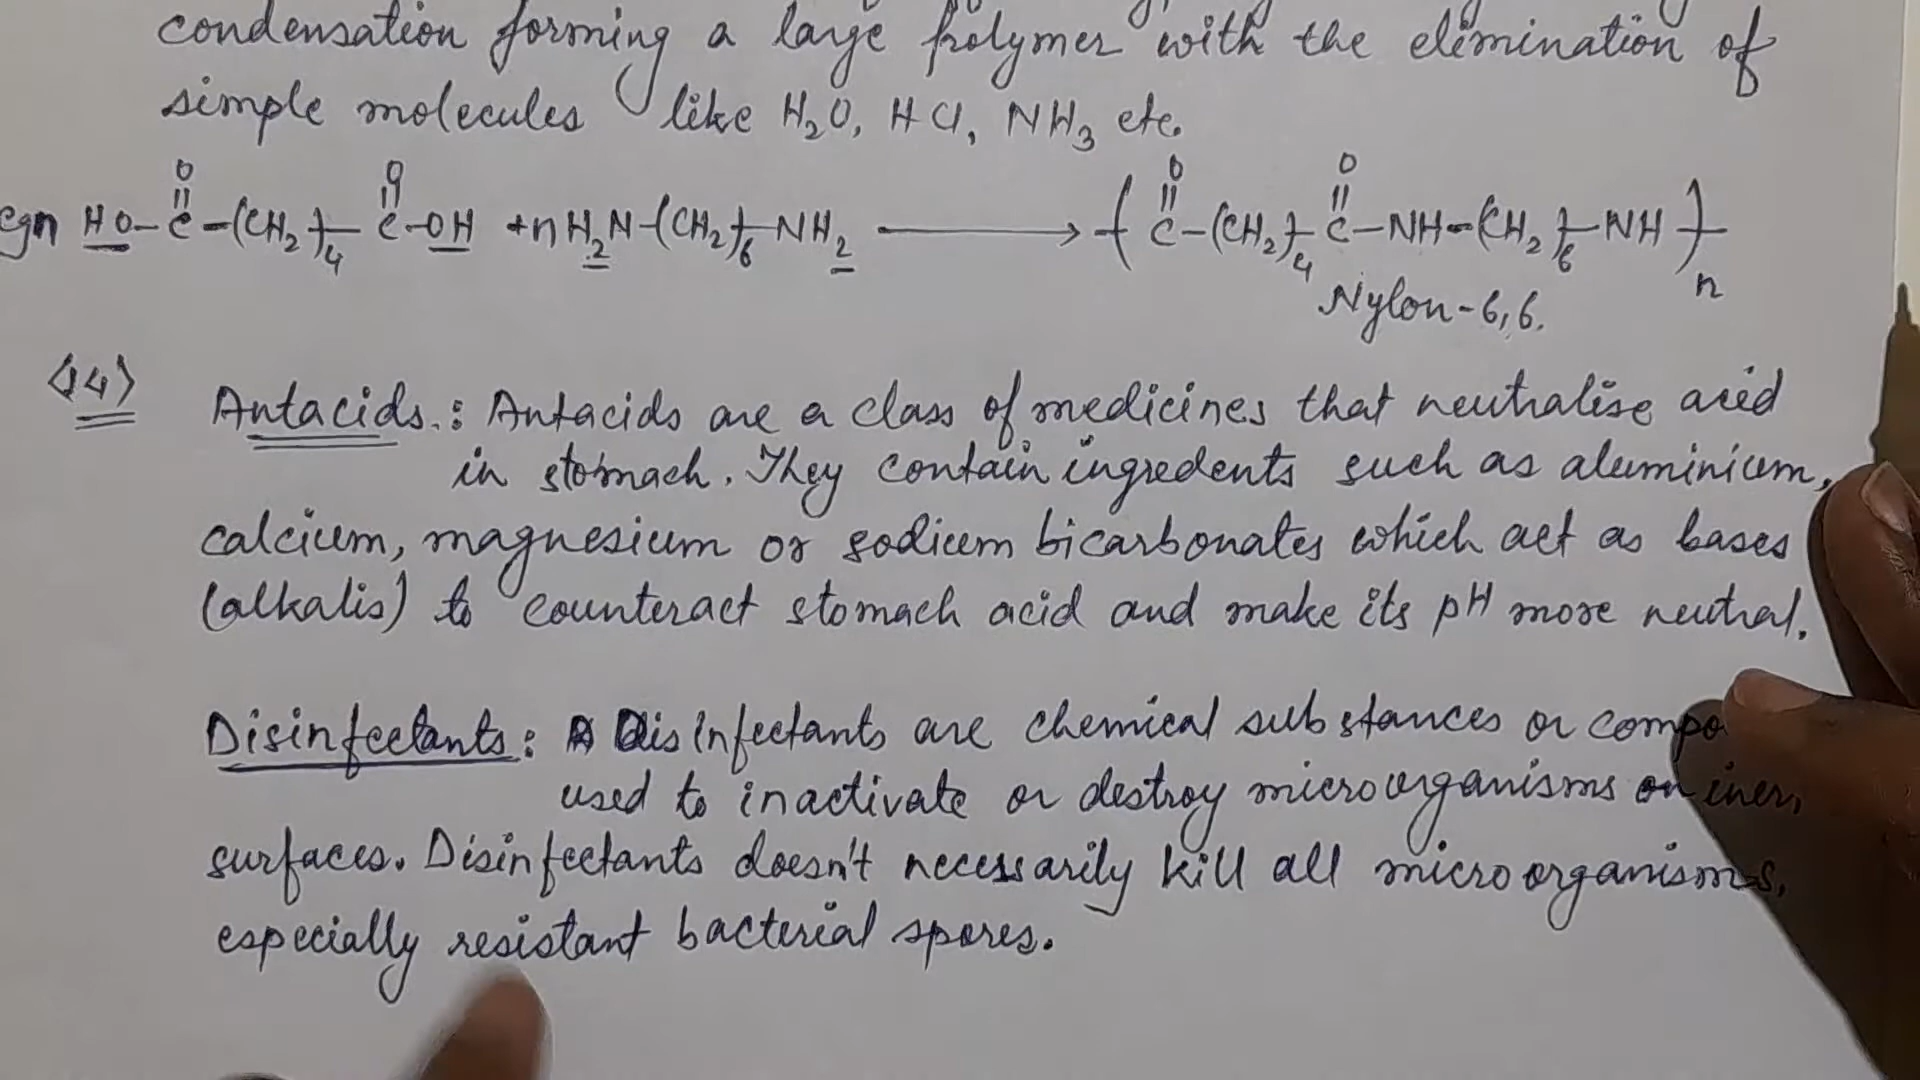 condensation forming a large polymer with the elimination of
simple molecules like H₂O, HCl, NH₃ etc.
egn HO-C(=O)-(CH₂)₄-C(=O)-OH + nH₂N-(CH₂)₆-NH₂ ⟶ -(C(=O)-(CH₂)₄-C(=O)-NH-(CH₂)₆-NH)-n
Nylon-6,6.
<14>
Antacids.: Antacids are a class of medicines that neutralise acid
in stomach. They contain ingredents such as aluminium,
calcium, magnesium or sodium bicarbonates which act as bases
(alkalis) to counteract stomach acid and make its pH more neutral.
Disinfectants: Disinfectants are chemical substances or compo
used to inactivate or destroy microorganisms on iner
surfaces. Disinfectants doesn't necessarily kill all microorganisms,
especially resistant bacterial spores.